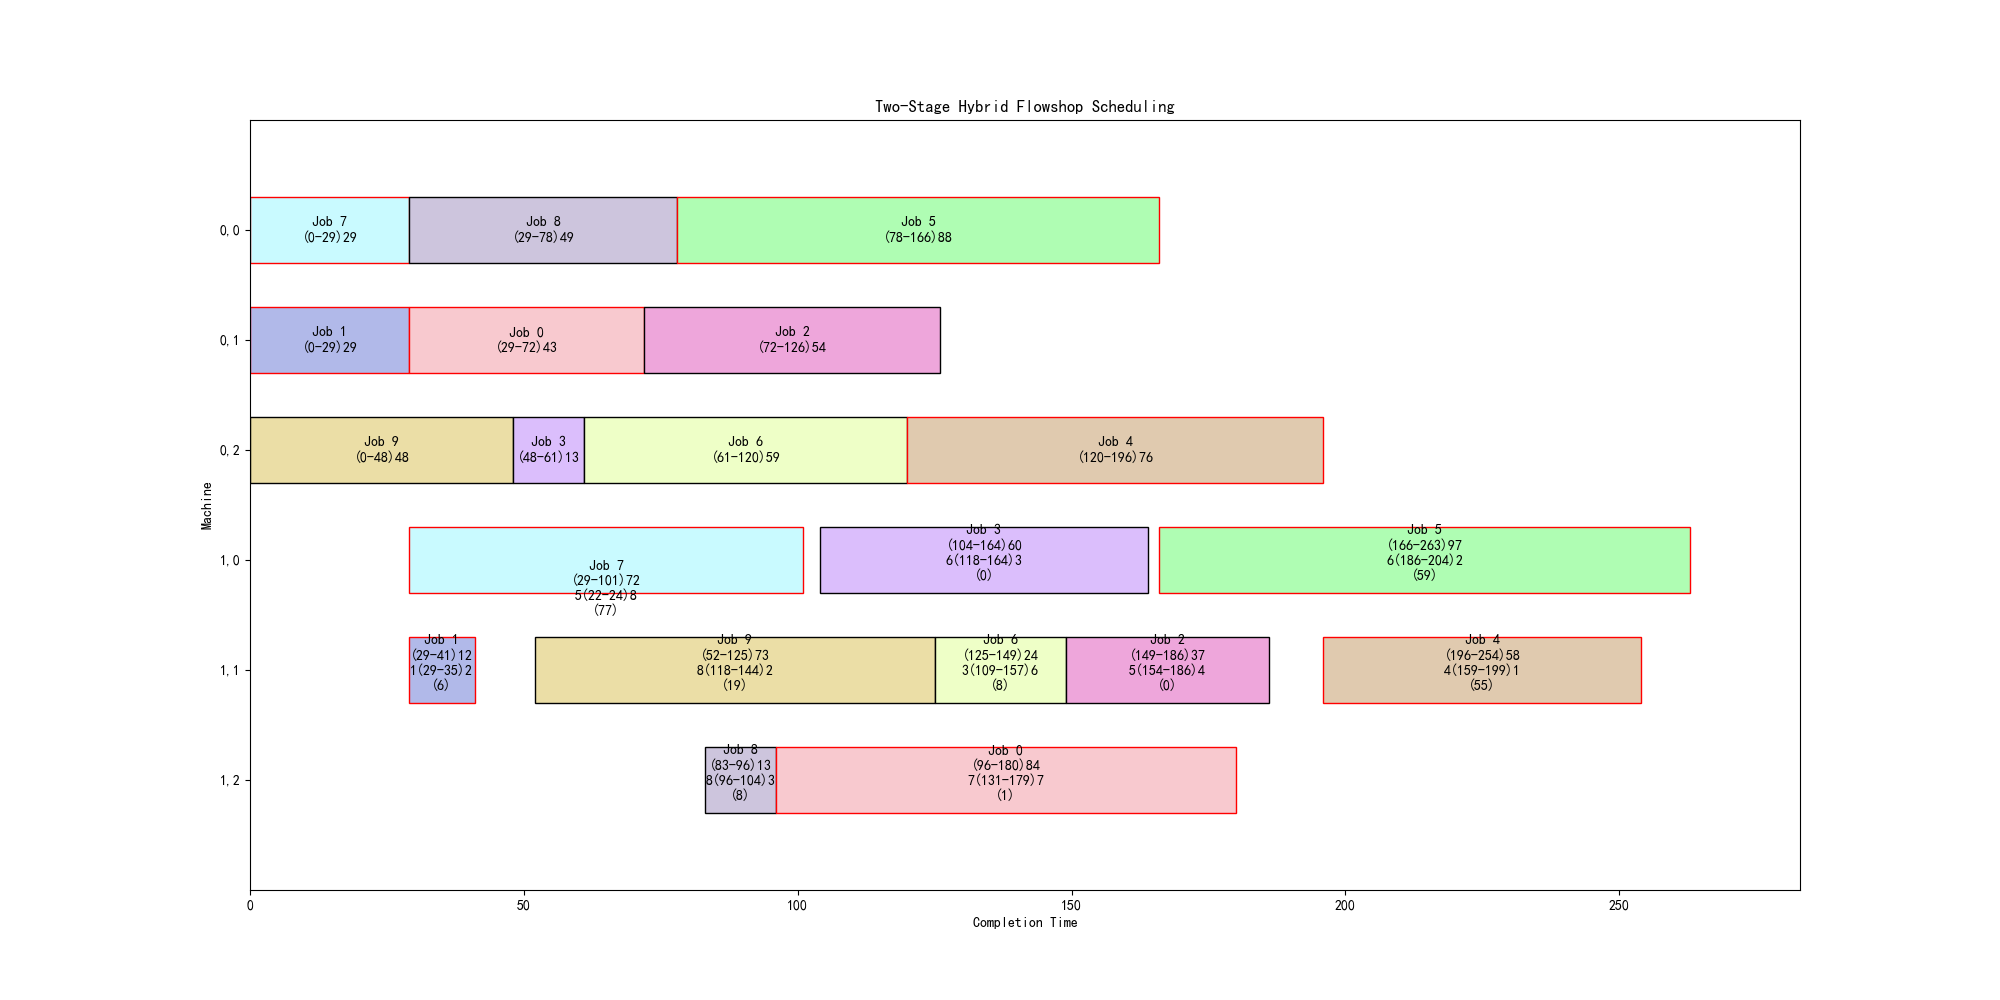 Two-Stage Hybrid Flowshop Scheduling
0,0
Job 7
(0-29)29
Job 8
(29-78)49
Job 5
(78-166)88
0,1
Job 1
(0-29)29
Job 0
(29-72)43
Job 2
(72-126)54
0,2
Job 9
(0-48)48
Job 3
(48-61)13
Job 6
(61-120)59
Job 4
(120-196)76
Machine
1,0
Job 7
(29-101)72
5(22-24)8
(77)
Job 3
(104-164)60
6(118-164)3
(0)
Job 5
(166-263)97
6(186-204)2
(59)
1,1
Job 1
(29-41)12
1(29-35)2
(6)
Job 9
(52-125)73
8(118-144)2
(19)
Job 6
(125-149)24
3(109-157)6
(8)
Job 2
(149-186)37
5(154-186)4
(0)
Job 4
(196-254)58
4(159-199)1
(55)
1,2
Job 8
(83-96)13
8(96-104)3
(8)
Job 0
(96-180)84
7(131-179)7
(1)
0
50
100
150
200
250
Completion Time